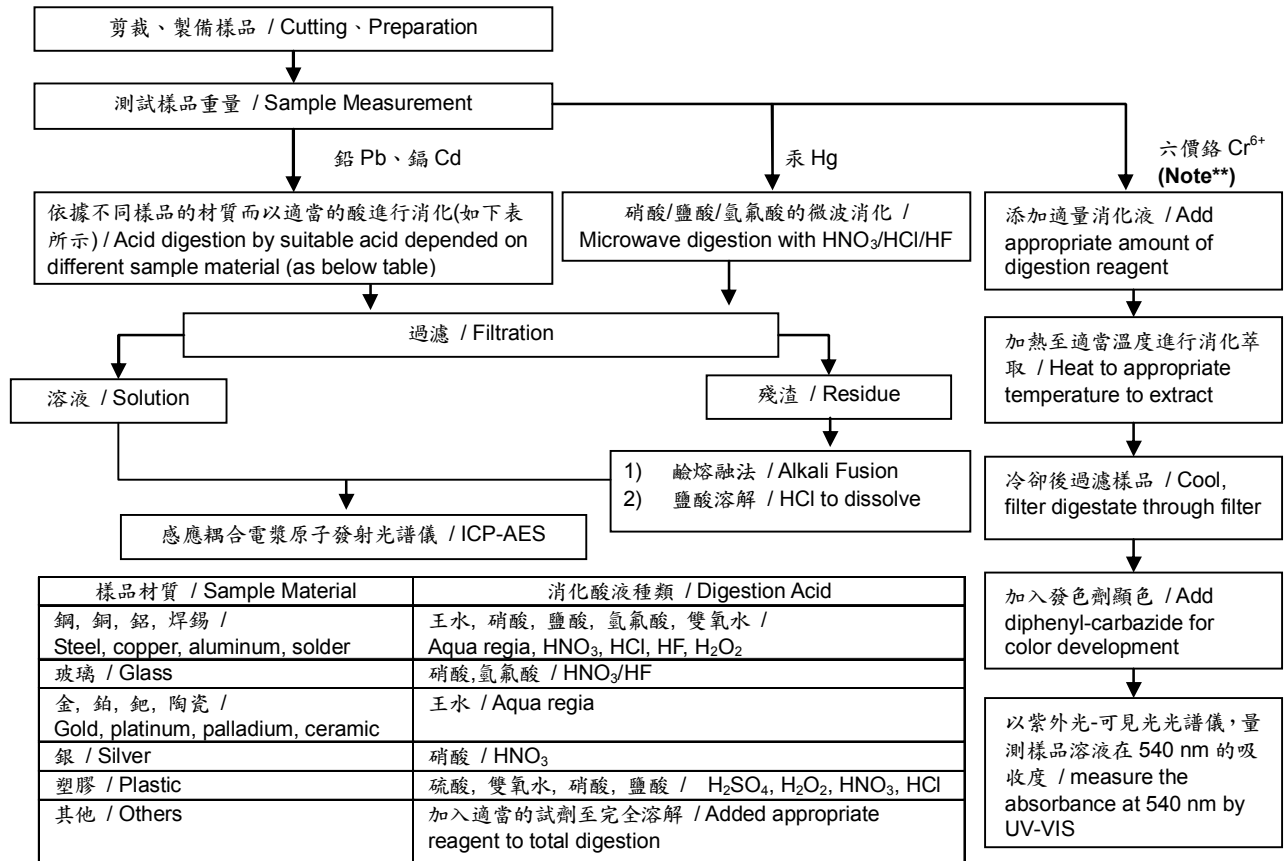 剪裁、製備樣品 / Cutting、Preparation
測試樣品重量 / Sample Measurement
鉛 Pb、鎘 Cd
汞 Hg
六價鉻 Cr⁶⁺
(Note**)
依據不同樣品的材質而以適當的酸進行消化(如下表
所示) / Acid digestion by suitable acid depended on
different sample material (as below table)
硝酸/鹽酸/氫氟酸的微波消化 /
Microwave digestion with HNO₃/HCl/HF
添加適量消化液 / Add
appropriate amount of
digestion reagent
過濾 / Filtration
加熱至適當溫度進行消化萃
取 / Heat to appropriate
temperature to extract
溶液 / Solution
殘渣 / Residue
1) 鹼熔融法 / Alkali Fusion
2) 鹽酸溶解 / HCl to dissolve
冷卻後過濾樣品 / Cool,
filter digestate through filter
感應耦合電漿原子發射光譜儀 / ICP-AES
加入發色劑顯色 / Add
diphenyl-carbazide for
color development
以紫外光-可見光光譜儀，量
測樣品溶液在 540 nm 的吸
收度 / measure the
absorbance at 540 nm by
UV-VIS
樣品材質 / Sample Material
消化酸液種類 / Digestion Acid
鋼, 銅, 鋁, 焊錫 /
Steel, copper, aluminum, solder
王水, 硝酸, 鹽酸, 氫氟酸, 雙氧水 /
Aqua regia, HNO₃, HCl, HF, H₂O₂
玻璃 / Glass
硝酸,氫氟酸 / HNO₃/HF
金, 鉑, 鈀, 陶瓷 /
Gold, platinum, palladium, ceramic
王水 / Aqua regia
銀 / Silver
硝酸 / HNO₃
塑膠 / Plastic
硫酸, 雙氧水, 硝酸, 鹽酸 / H₂SO₄, H₂O₂, HNO₃, HCl
其他 / Others
加入適當的試劑至完全溶解 / Added appropriate
reagent to total digestion